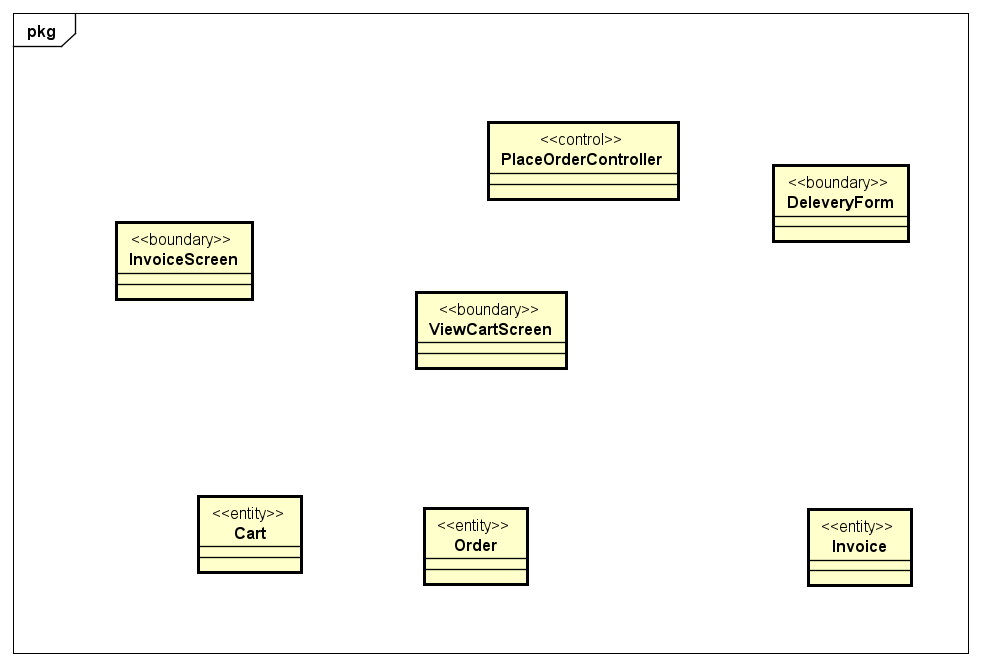 pkg
<<control>>
PlaceOrderController
<<boundary>>
DeleveryForm
<<boundary>>
InvoiceScreen
<<boundary>>
ViewCartScreen
<<entity>>
Cart
<<entity>>
Order
<<entity>>
Invoice